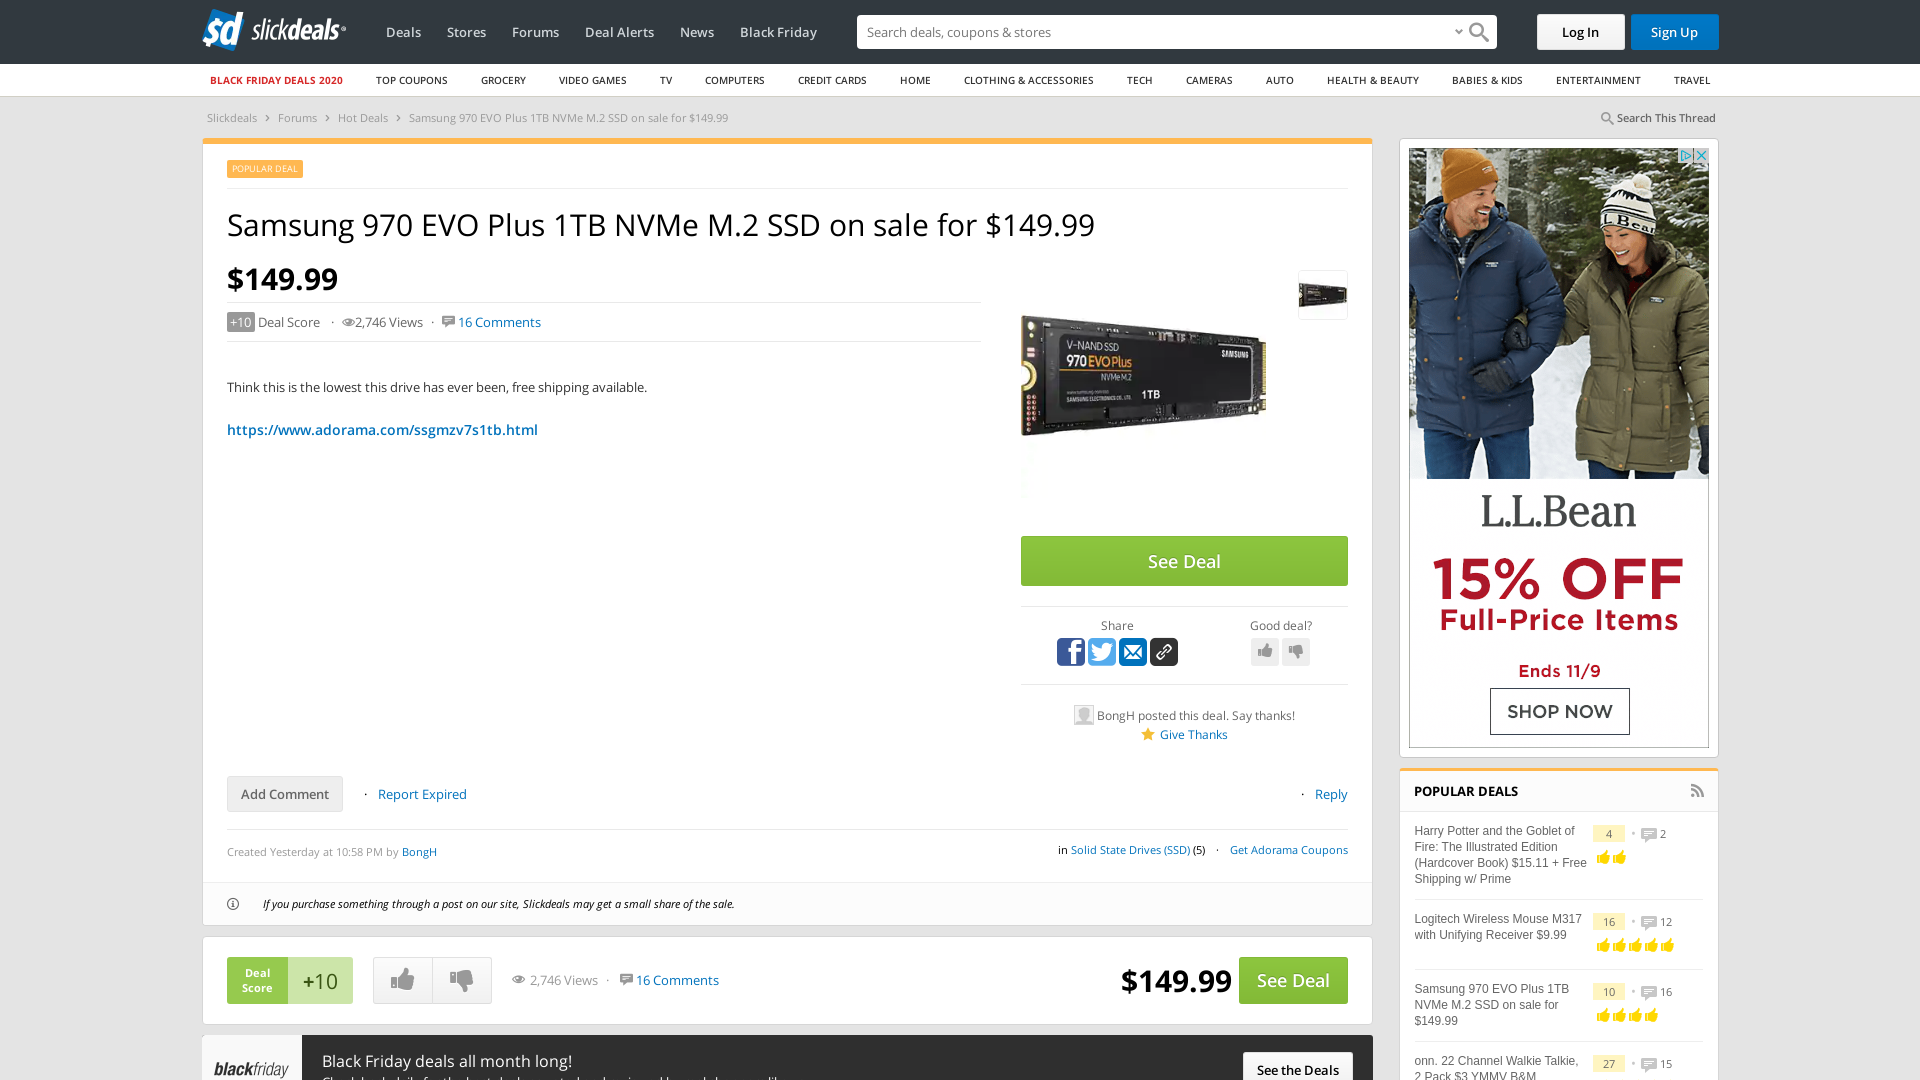 slickdeals
Deals
Stores
Forums
Deal Alerts
News
Black Friday
Search deals, coupons & stores
Log In
Sign Up
BLACK FRIDAY DEALS 2020
TOP COUPONS
GROCERY
VIDEO GAMES
TV
COMPUTERS
CREDIT CARDS
HOME
CLOTHING & ACCESSORIES
TECH
CAMERAS
AUTO
HEALTH & BEAUTY
BABIES & KIDS
ENTERTAINMENT
TRAVEL
Slickdeals › Forums › Hot Deals › Samsung 970 EVO Plus 1TB NVMe M.2 SSD on sale for $149.99
Search This Thread
POPULAR DEAL
Samsung 970 EVO Plus 1TB NVMe M.2 SSD on sale for $149.99
$149.99
+10 Deal Score · 2,746 Views · 16 Comments
Think this is the lowest this drive has ever been, free shipping available.
https://www.adorama.com/ssgmzv7s1tb.html
V-NAND SSD
970 EVO Plus
NVMe M.2
SAMSUNG
1TB
www.samsung.com/ssd
SAMSUNG ELECTRONICS CO., LTD.
See Deal
Share
Good deal?
BongH posted this deal. Say thanks!
Give Thanks
Add Comment · Report Expired
· Reply
Created Yesterday at 10:58 PM by BongH
in Solid State Drives (SSD) (5) · Get Adorama Coupons
If you purchase something through a post on our site, Slickdeals may get a small share of the sale.
Deal
Score
+10
2,746 Views · 16 Comments
$149.99
See Deal
blackfriday
Black Friday deals all month long!
See the Deals
L.L.Bea
L.L.Bean
15% OFF
Full-Price Items
Ends 11/9
SHOP NOW
POPULAR DEALS
Harry Potter and the Goblet of
Fire: The Illustrated Edition
(Hardcover Book) $15.11 + Free
Shipping w/ Prime
4 • 2
Logitech Wireless Mouse M317
with Unifying Receiver $9.99
16 • 12
Samsung 970 EVO Plus 1TB
NVMe M.2 SSD on sale for
$149.99
10 • 16
onn. 22 Channel Walkie Talkie,
2 Pack $3 YMMV B&M
27 • 15